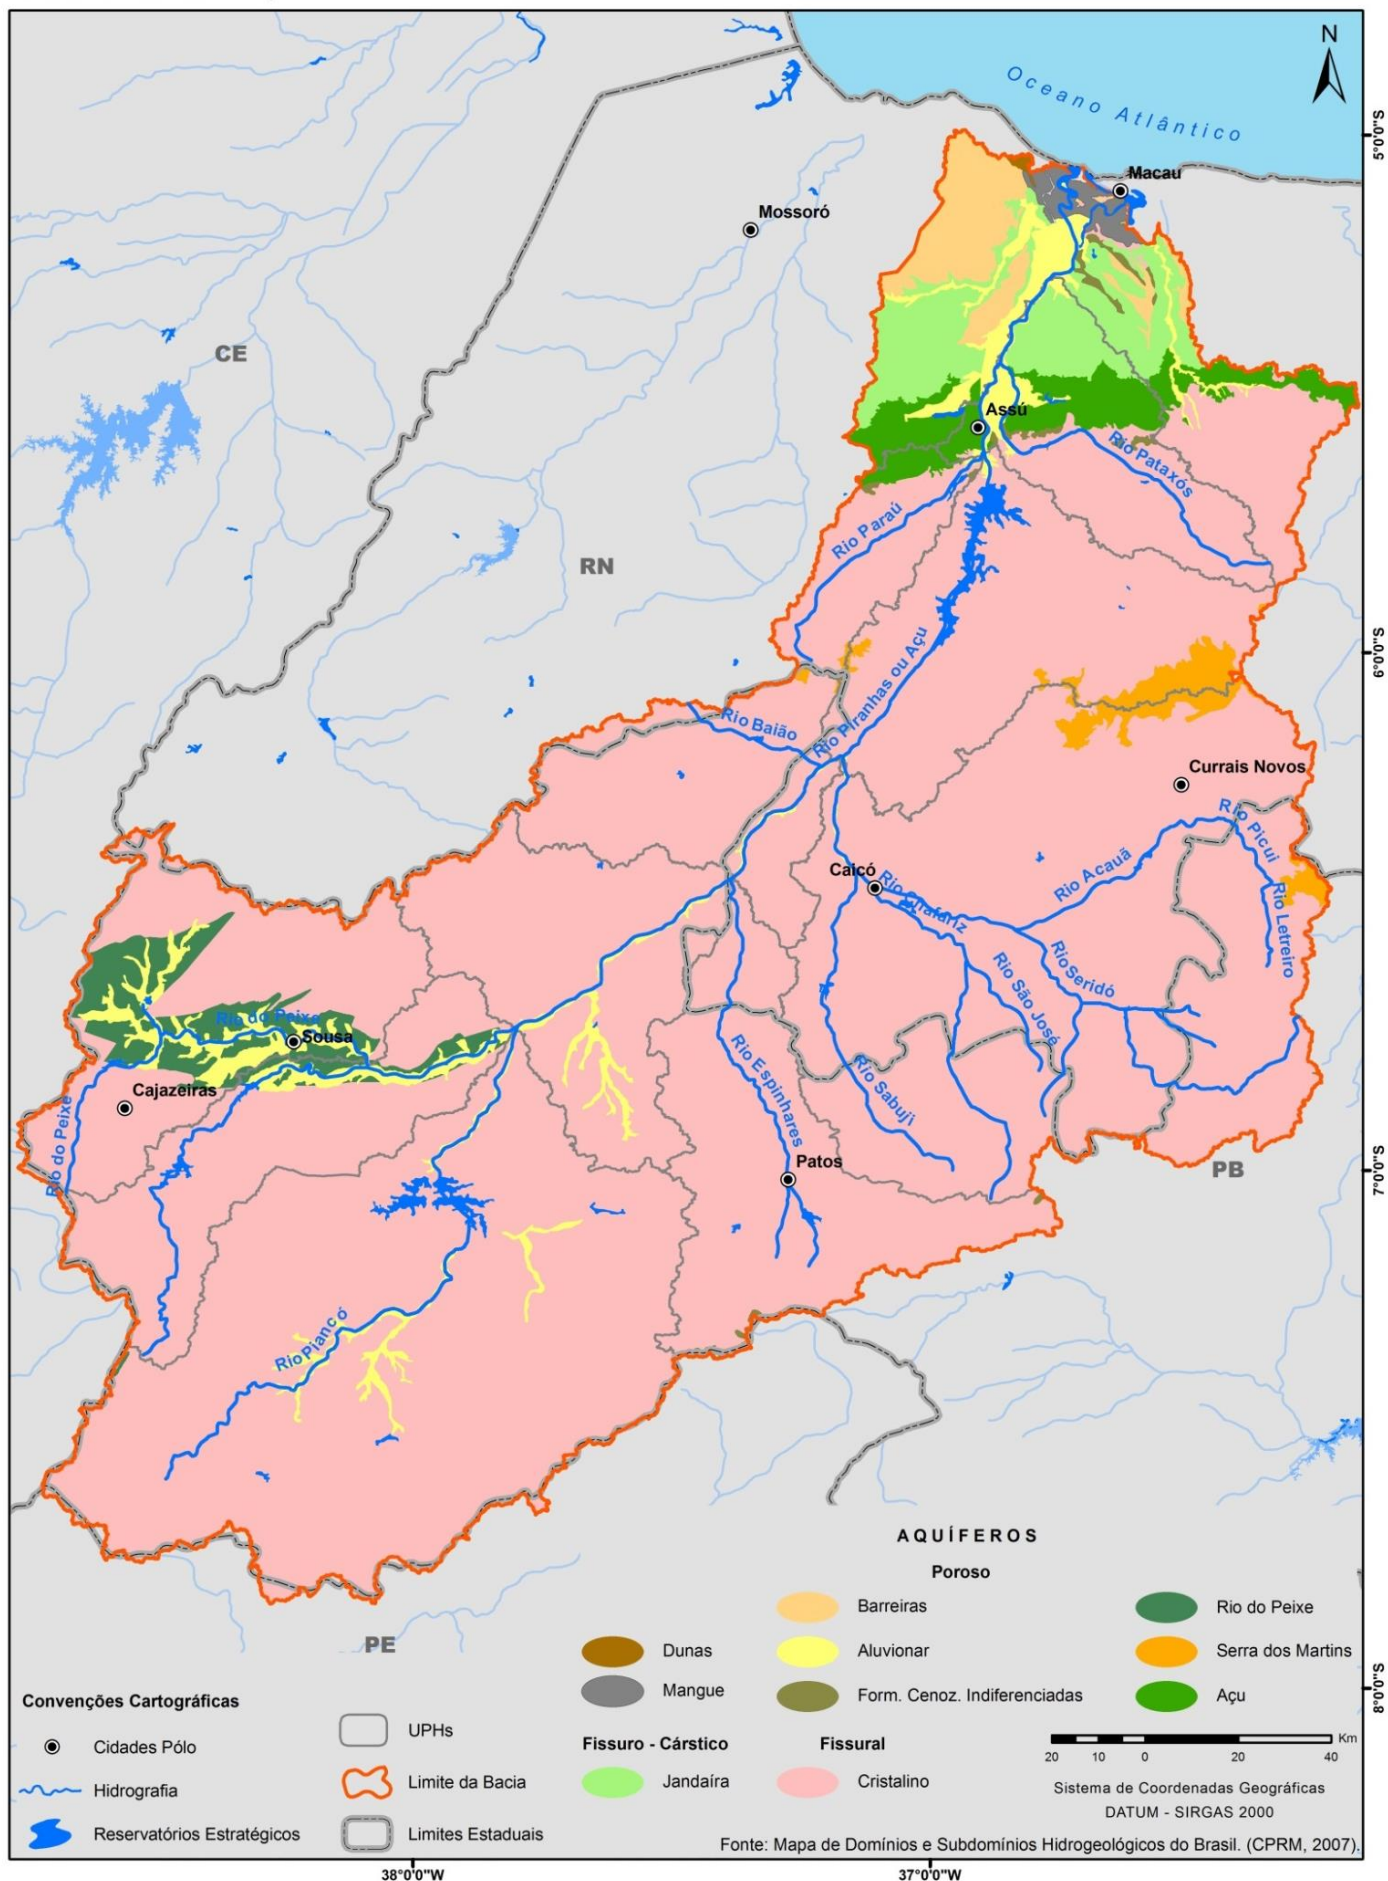 N
Oceano Atlântico
5°0'0"S
Macau
Mossoró
CE
Assú
Rio Pataxós
Rio Paraú
RN
6°0'0"S
Rio Piranhas ou Açu
Rio Baião
Currais Novos
Rio Picui
Rio Acauã
Caicó
Rio Chafariz
Rio Letreiro
Rio Seridó
Rio São José
Rio do Peixe
Sousa
Rio Espinhares
Rio Sabuji
Cajazeiras
Rio do Peixe
Patos
PB
7°0'0"S
Rio Piancó
AQUÍFEROS
Poroso
Barreiras
Rio do Peixe
PE
Dunas
Aluvionar
Serra dos Martins
Mangue
Form. Cenoz. Indiferenciadas
Açu
8°0'0"S
Convenções Cartográficas
Cidades Pólo
UPHs
Fissuro - Cárstico
Fissural
Km
20 10 0 20 40
Hidrografia
Limite da Bacia
Jandaíra
Cristalino
Sistema de Coordenadas Geográficas
DATUM - SIRGAS 2000
Reservatórios Estratégicos
Limites Estaduais
Fonte: Mapa de Domínios e Subdomínios Hidrogeológicos do Brasil. (CPRM, 2007).
38°0'0"W
37°0'0"W